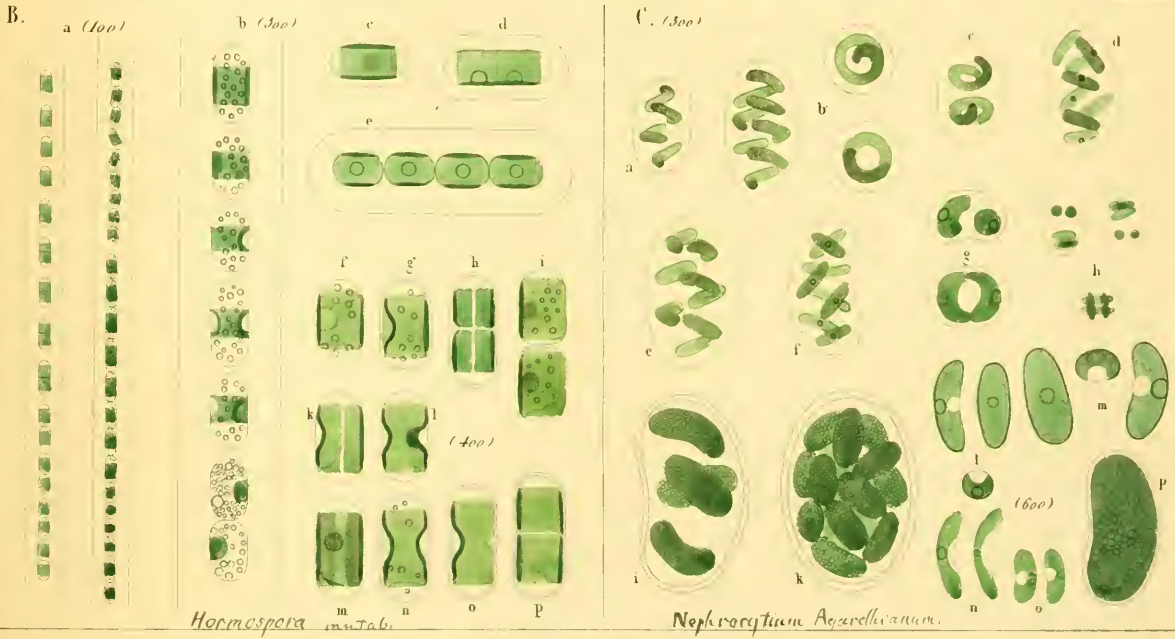 B.
a (100)
b (300)
c
d
e
f
g
h
i
k
l
(400)
m
n
o
p
Hormospora mutab.
C. (300)
a
b
c
d
e
f
g
h
i
k
l
m
(600)
n
o
p
Nephrocytium Agardhianum.